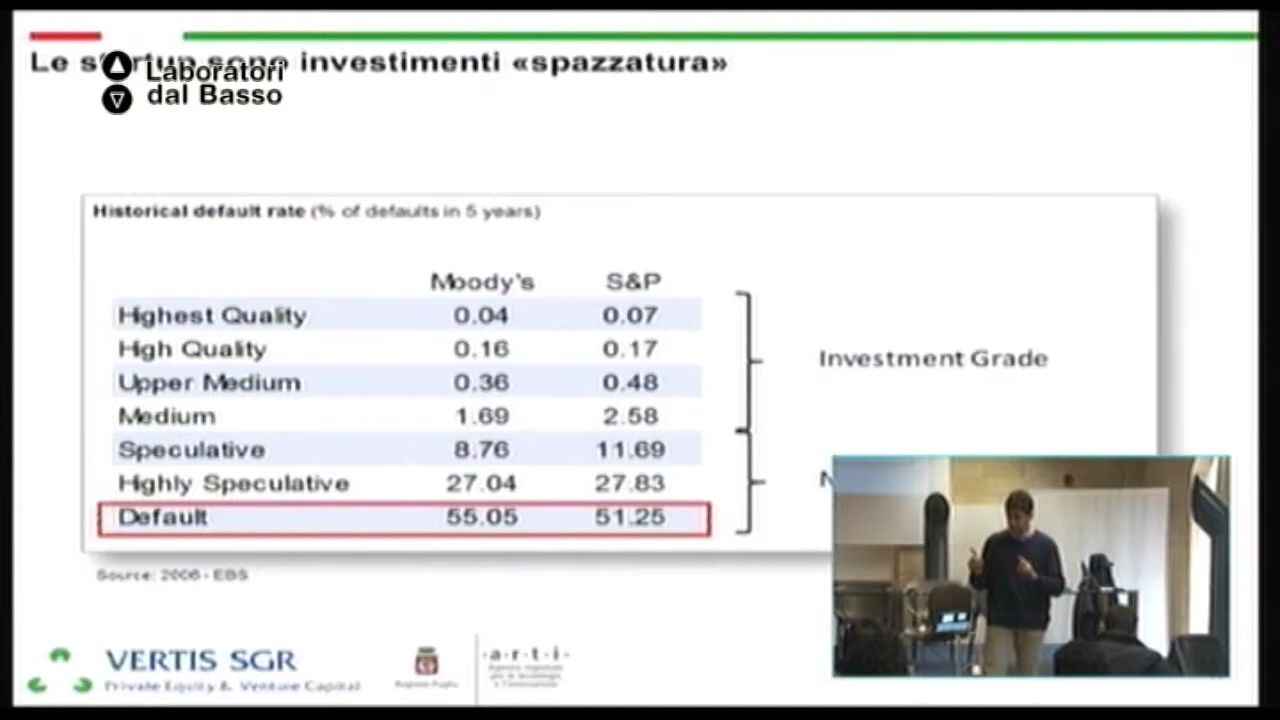 Le startup sono investimenti «spazzatura»
Laboratori
dal Basso
Historical default rate (% of defaults in 5 years)
Moody's S&P
Highest Quality 0.04 0.07
High Quality 0.16 0.17
Upper Medium 0.36 0.48
Medium 1.69 2.58
Speculative 8.76 11.69
Highly Speculative 27.04 27.83
Default 55.05 51.25
Investment Grade
N
Source: 2006 - EBS
VERTIS SGR
Private Equity & Venture Capital
Regione Puglia
·a·r·t·i·